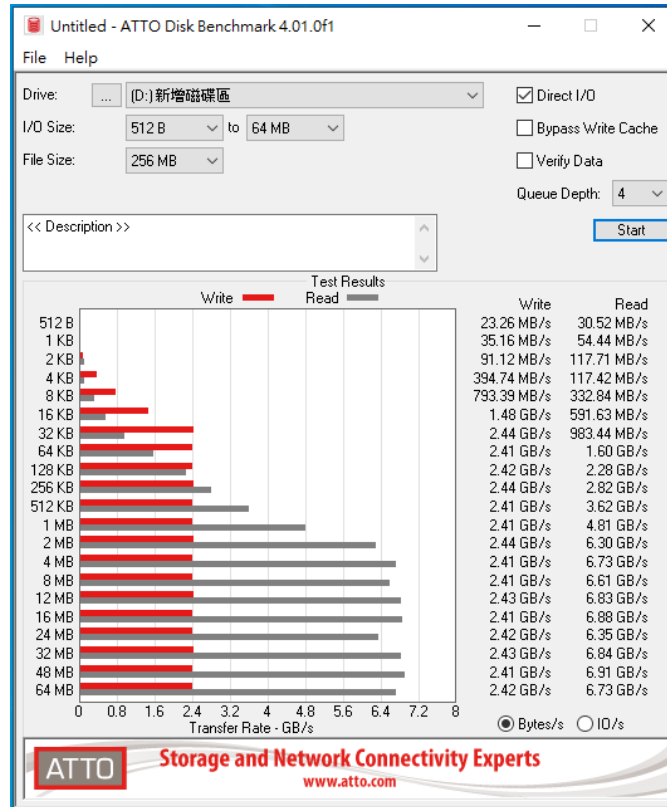 Untitled - ATTO Disk Benchmark 4.01.0f1
File Help
Drive: ... (D:)新增磁碟區
Direct I/O
I/O Size: 512 B to 64 MB
Bypass Write Cache
File Size: 256 MB
Verify Data
Queue Depth: 4
<< Description >>
Start
Test Results
Write Read
Write Read
512 B 23.26 MB/s 30.52 MB/s
1 KB 35.16 MB/s 54.44 MB/s
2 KB 91.12 MB/s 117.71 MB/s
4 KB 394.74 MB/s 117.42 MB/s
8 KB 793.39 MB/s 332.84 MB/s
16 KB 1.48 GB/s 591.63 MB/s
32 KB 2.44 GB/s 983.44 MB/s
64 KB 2.41 GB/s 1.60 GB/s
128 KB 2.42 GB/s 2.28 GB/s
256 KB 2.44 GB/s 2.82 GB/s
512 KB 2.41 GB/s 3.62 GB/s
1 MB 2.41 GB/s 4.81 GB/s
2 MB 2.44 GB/s 6.30 GB/s
4 MB 2.41 GB/s 6.73 GB/s
8 MB 2.41 GB/s 6.61 GB/s
12 MB 2.43 GB/s 6.83 GB/s
16 MB 2.41 GB/s 6.88 GB/s
24 MB 2.42 GB/s 6.35 GB/s
32 MB 2.43 GB/s 6.84 GB/s
48 MB 2.41 GB/s 6.91 GB/s
64 MB 2.42 GB/s 6.73 GB/s
0 0.8 1.6 2.4 3.2 4 4.8 5.6 6.4 7.2 8
Transfer Rate - GB/s
Bytes/s IO/s
ATTO
Storage and Network Connectivity Experts
www.atto.com